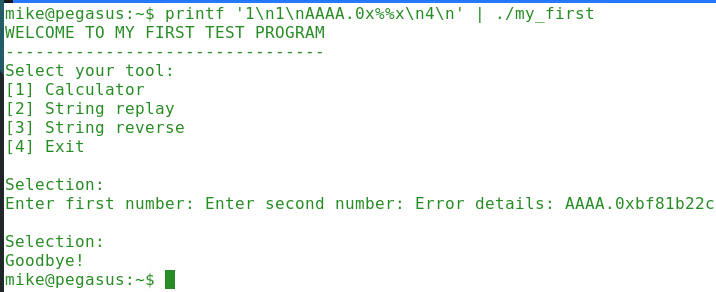 mike@pegasus:~$ printf '1\n1\nAAAA.0x%%x\n4\n' | ./my_first
WELCOME TO MY FIRST TEST PROGRAM
--------------------------------
Select your tool:
[1] Calculator
[2] String replay
[3] String reverse
[4] Exit
Selection:
Enter first number: Enter second number: Error details: AAAA.0xbf81b22c
Selection:
Goodbye!
mike@pegasus:~$